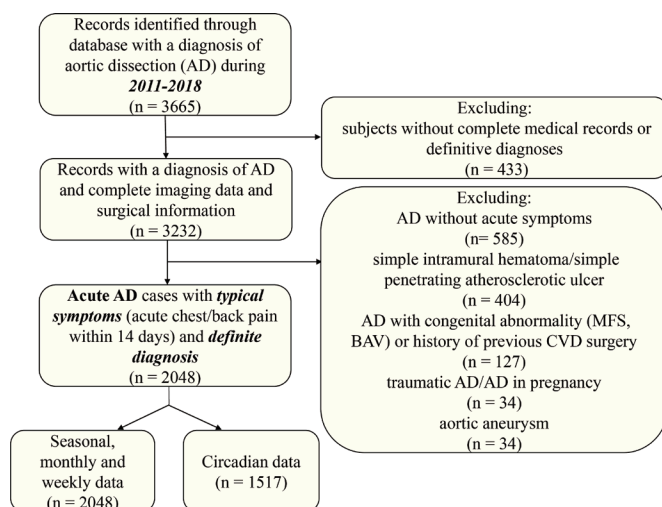 Records identified through
database with a diagnosis of
aortic dissection (AD) during
2011-2018
(n = 3665)
Excluding:
subjects without complete medical records or
definitive diagnoses
(n = 433)
Records with a diagnosis of AD
and complete imaging data and
surgical information
(n = 3232)
Excluding:
AD without acute symptoms
(n= 585)
simple intramural hematoma/simple
penetrating atherosclerotic ulcer
(n = 404)
AD with congenital abnormality (MFS,
BAV) or history of previous CVD surgery
(n = 127)
traumatic AD/AD in pregnancy
(n = 34)
aortic aneurysm
(n = 34)
Acute AD cases with typical
symptoms (acute chest/back pain
within 14 days) and definite
diagnosis
(n = 2048)
Seasonal,
monthly and
weekly data
(n = 2048)
Circadian data
(n = 1517)